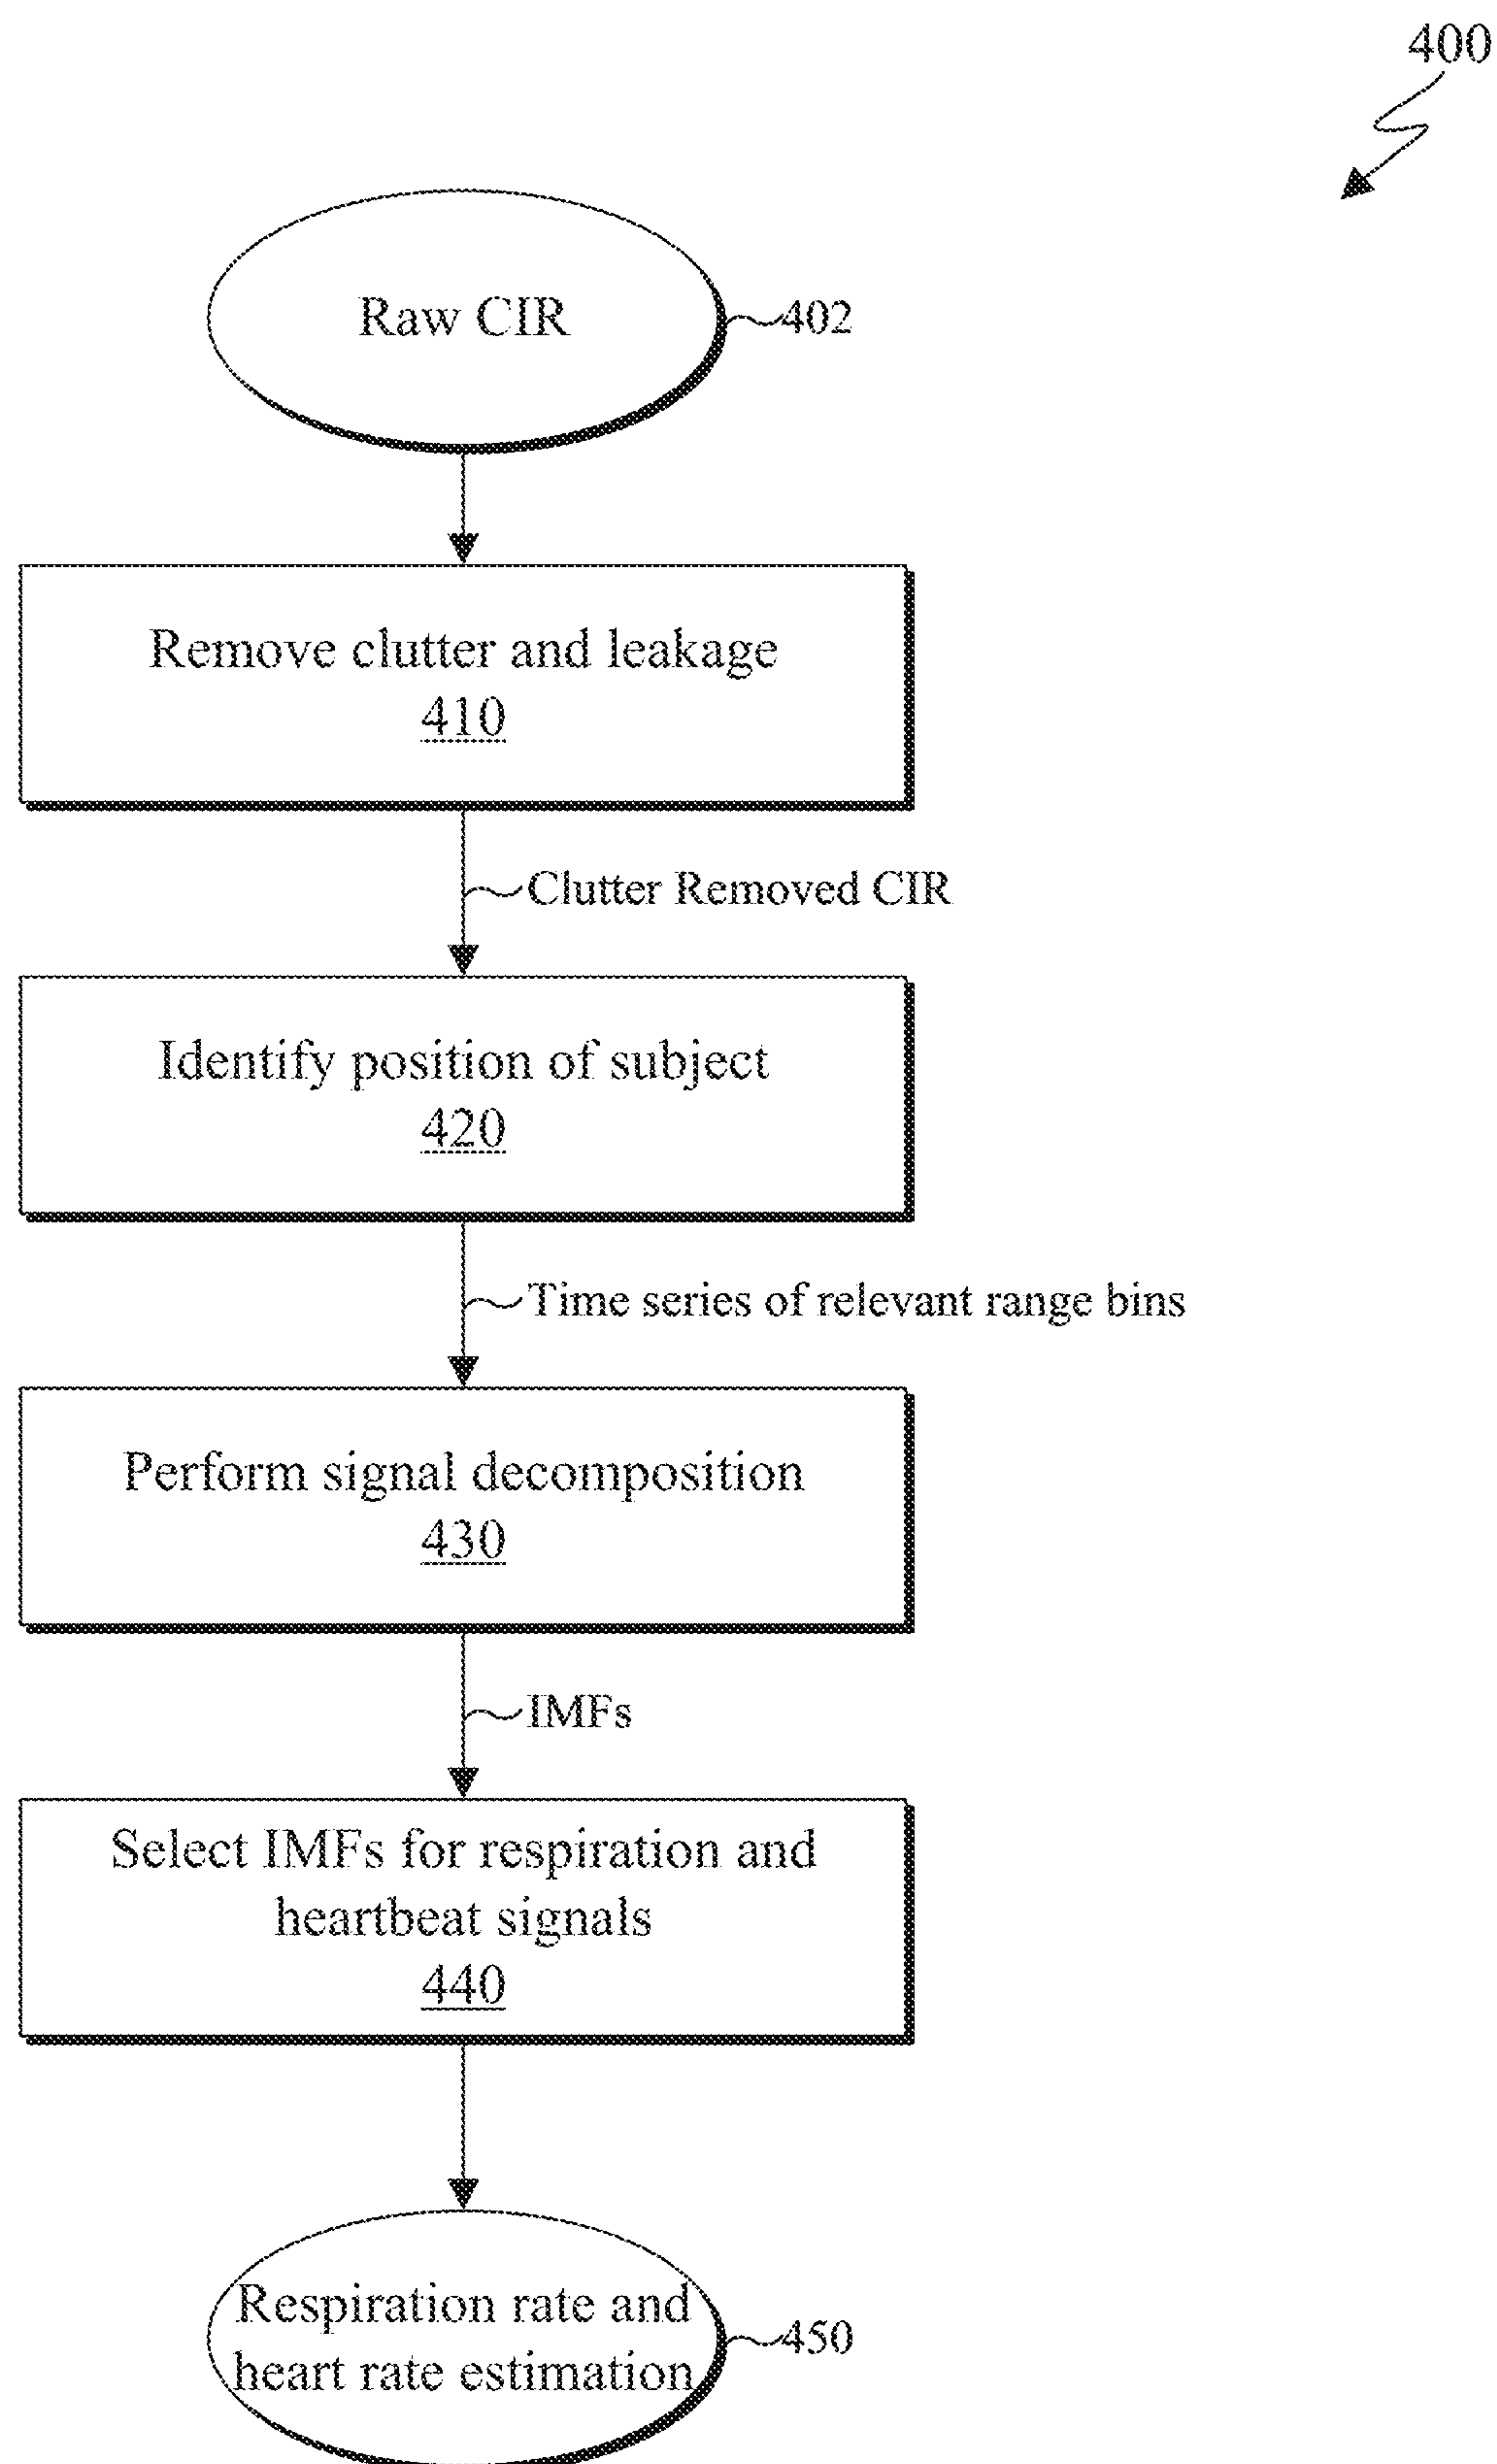 400
Raw CIR
402
Remove clutter and leakage
410
Clutter Removed CIR
Identify position of subject
420
Time series of relevant range bins
Perform signal decomposition
430
IMFs
Select IMFs for respiration and
heartbeat signals
440
Respiration rate and
heart rate estimation
450